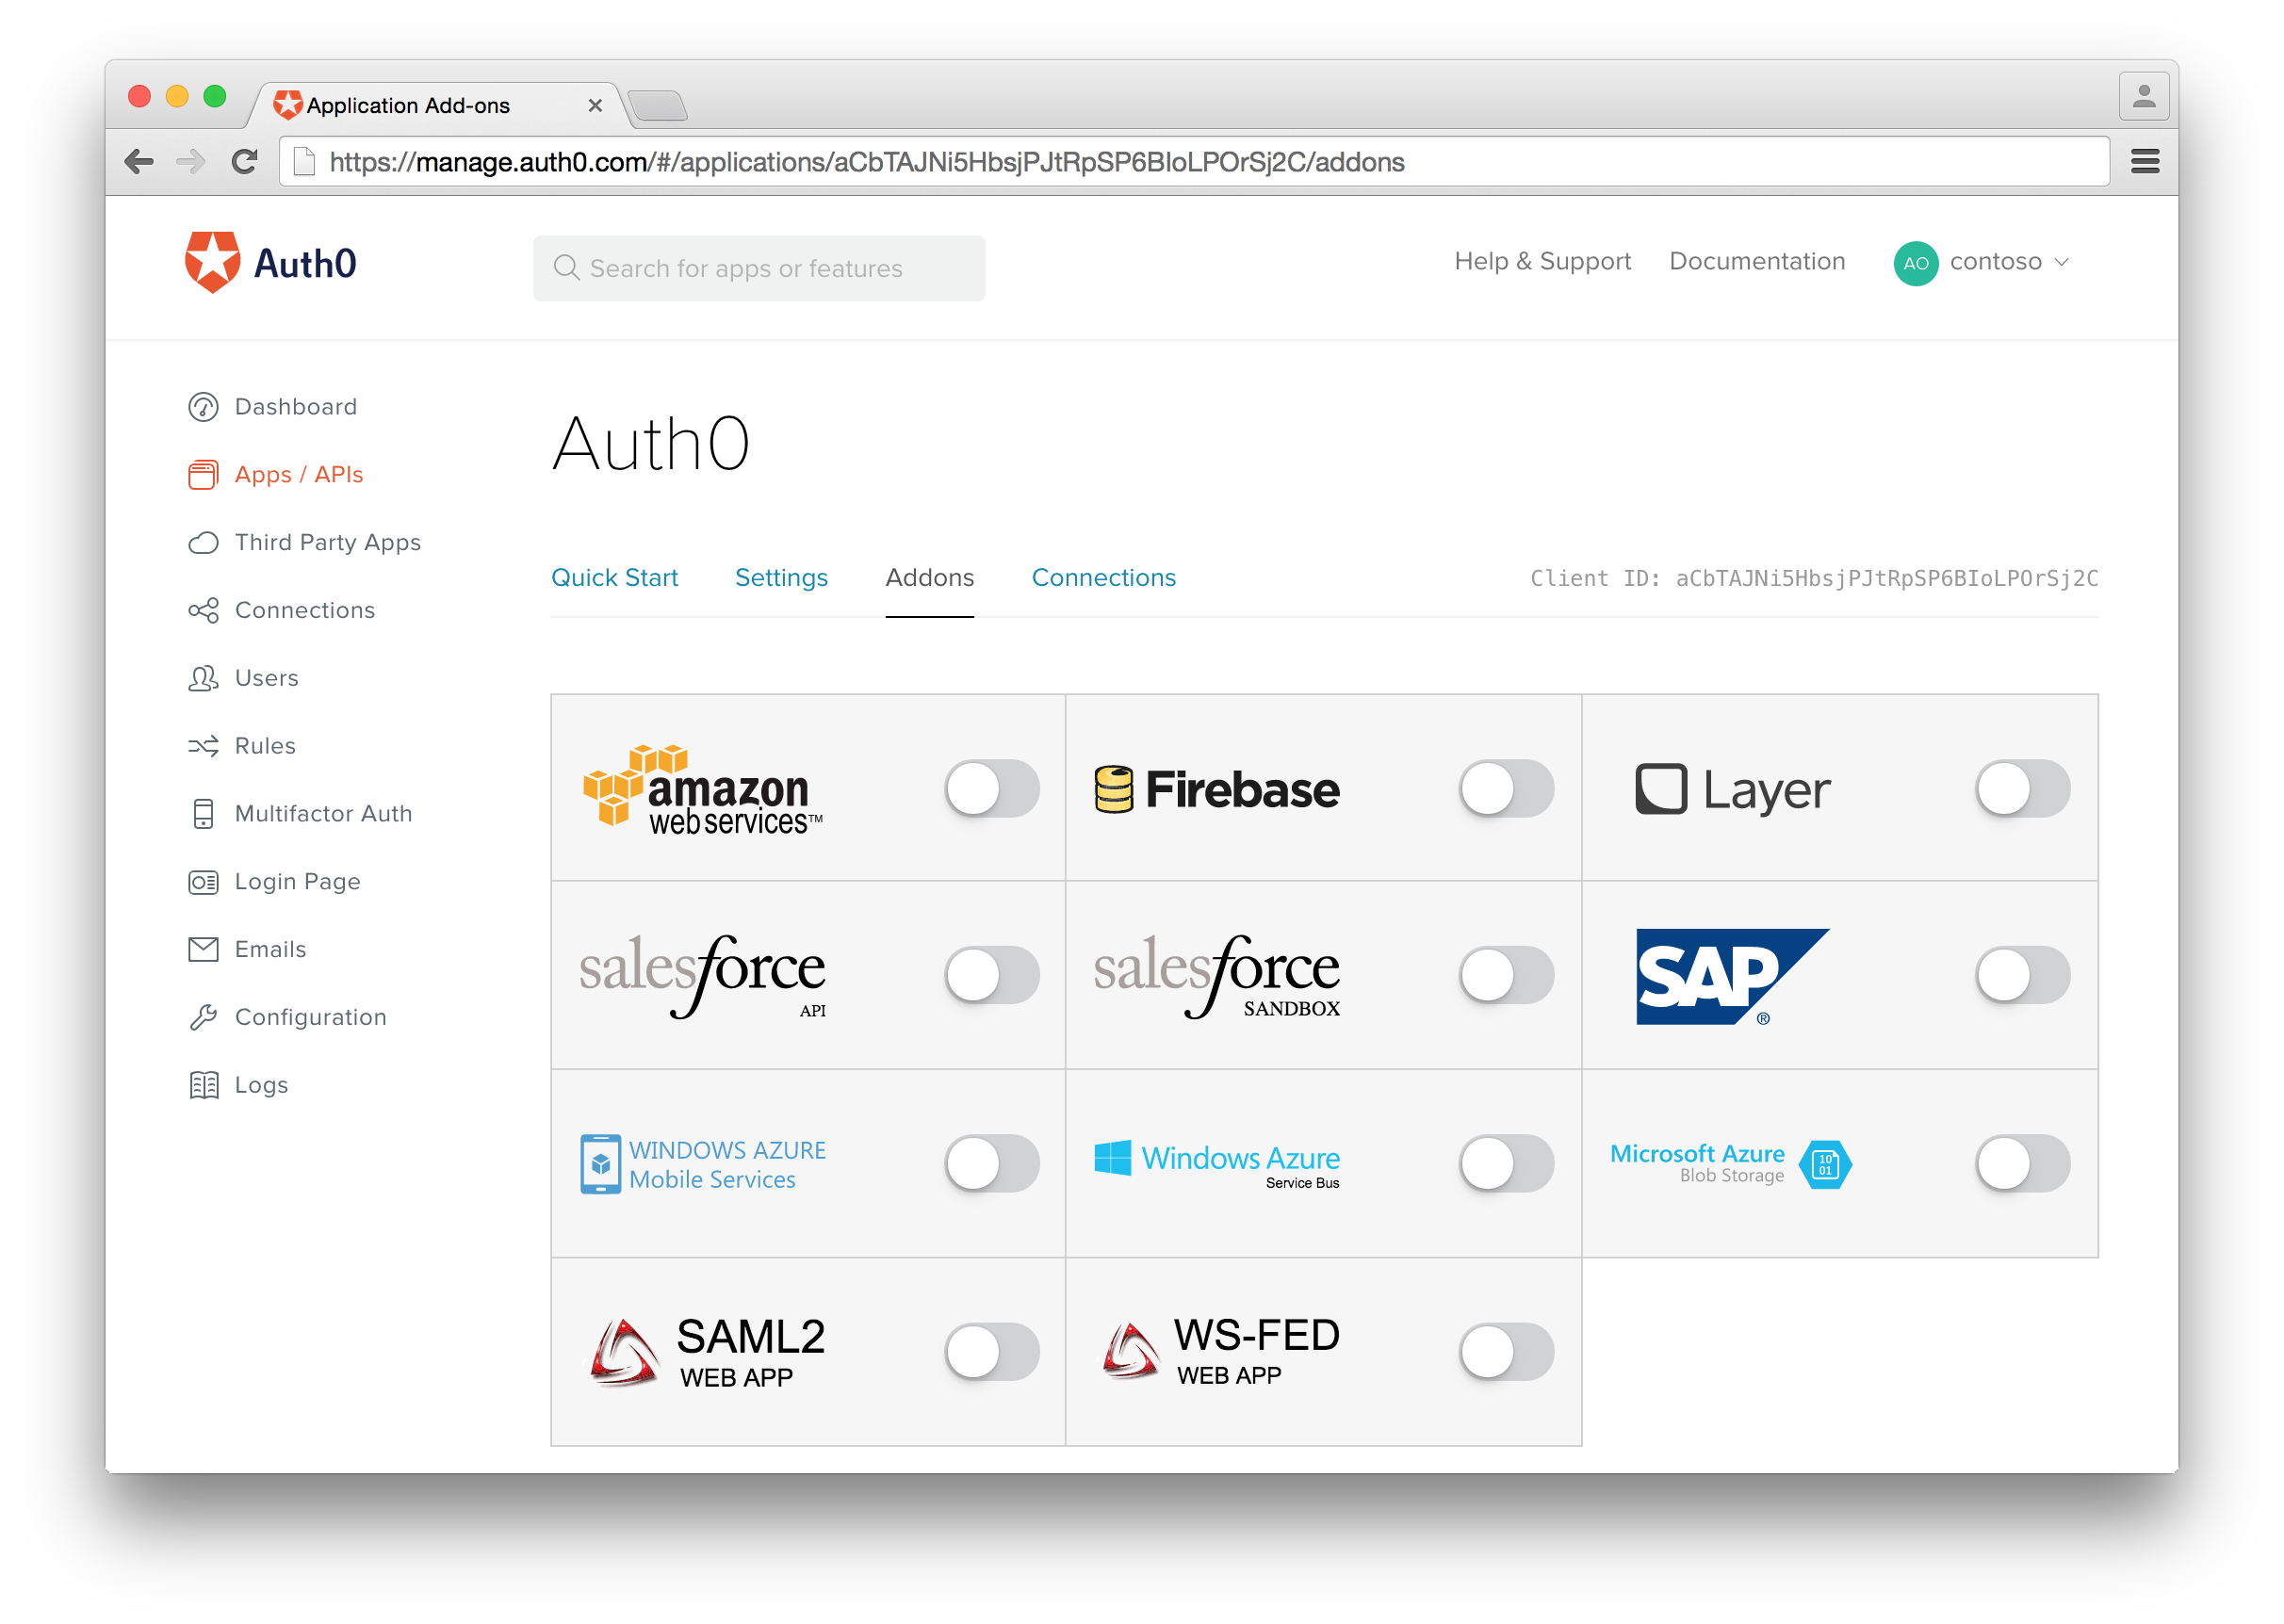 Application Add-ons
https://manage.auth0.com/#/applications/aCbTAJNi5HbsjPJtRpSP6BIoLPOrSj2C/addons
Auth0
Search for apps or features
Help & Support
Documentation
AO
contoso
Dashboard
Apps / APIs
Third Party Apps
Connections
Users
Rules
Multifactor Auth
Login Page
Emails
Configuration
Logs
Auth0
Quick Start
Settings
Addons
Connections
Client ID: aCbTAJNi5HbsjPJtRpSP6BIoLPOrSj2C
amazon
web services™
Firebase
Layer
salesforce
API
salesforce
SANDBOX
SAP
®
WINDOWS AZURE
Mobile Services
Windows Azure
Service Bus
Microsoft Azure
Blob Storage
10
01
SAML2
WEB APP
WS-FED
WEB APP